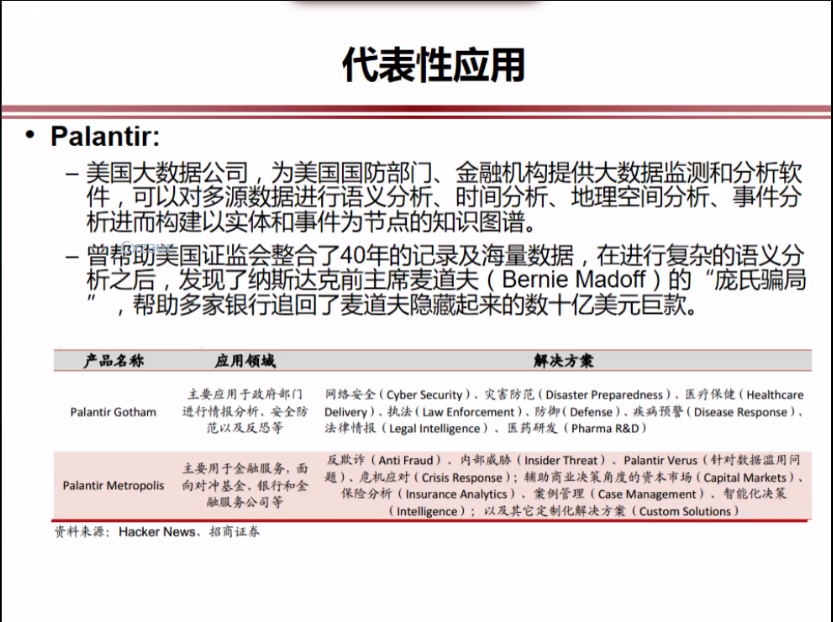 代表性应用
• Palantir:
– 美国大数据公司，为美国国防部门、金融机构提供大数据监测和分析软
件，可以对多源数据进行语义分析、时间分析、地理空间分析、事件分
析进而构建以实体和事件为节点的知识图谱。
– 曾帮助美国证监会整合了40年的记录及海量数据，在进行复杂的语义分
析之后，发现了纳斯达克前主席麦道夫（Bernie Madoff）的“庞氏骗局
”，帮助多家银行追回了麦道夫隐藏起来的数十亿美元巨款。
产品名称 应用领域 解决方案
主要应用于政府部门 网络安全（Cyber Security）、灾害防范（Disaster Preparedness）、医疗保健（Healthcare
Palantir Gotham 进行情报分析、安全防 Delivery）、执法（Law Enforcement）、防御（Defense）、疾病预警（Disease Response）、
范以及反恐等 法律情报（Legal Intelligence）、医药研发（Pharma R&D）
反欺诈（Anti Fraud）、内部威胁（Insider Threat）、Palantir Verus（针对数据滥用问
主要用于金融服务，面 题）、危机应对（Crisis Response）；辅助商业决策角度的资本市场（Capital Markets）、
Palantir Metropolis 向对冲基金、银行和金 保险分析（Insurance Analytics）、案例管理（Case Management）、智能化决策
融服务公司等 （Intelligence）；以及其它定制化解决方案（Custom Solutions）
资料来源：Hacker News、招商证券